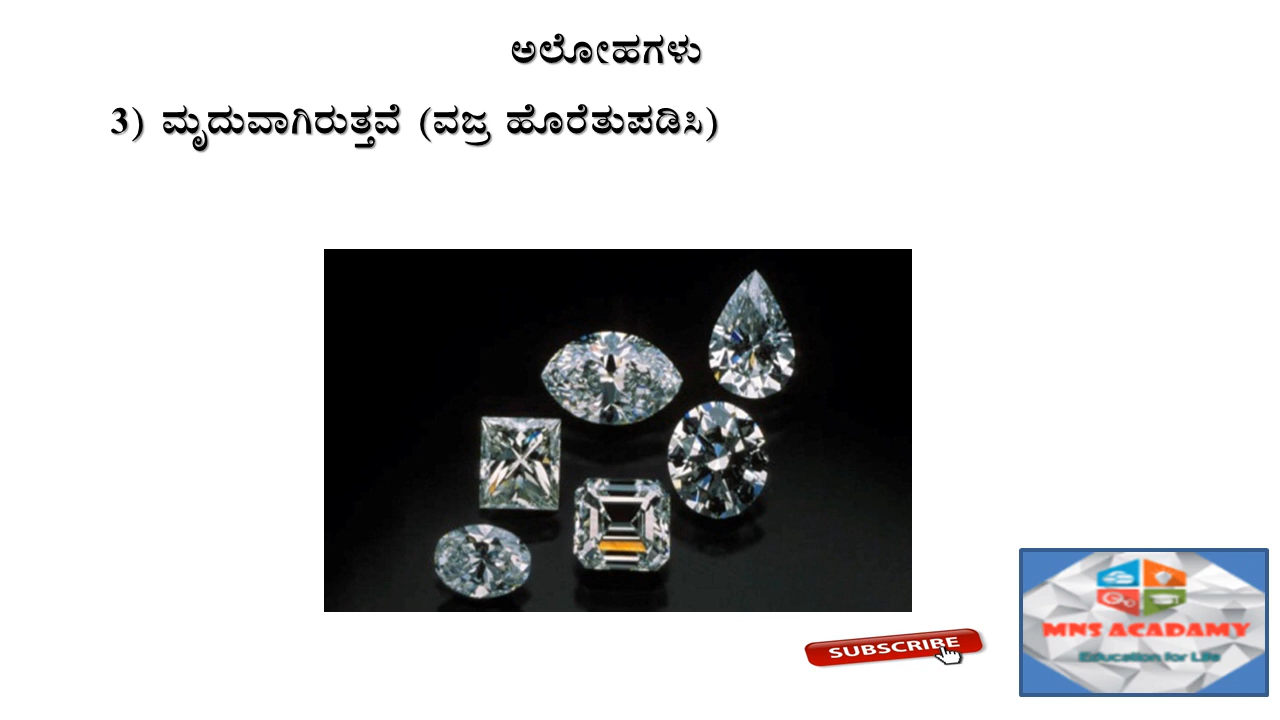 ಅಲೋಹಗಳು
3) ಮೃದುವಾಗಿರುತ್ತವೆ (ವಜ್ರ ಹೊರೆತುಪಡಿಸಿ)
SUBSCRIBE
MNS ACADAMY
Education for Life